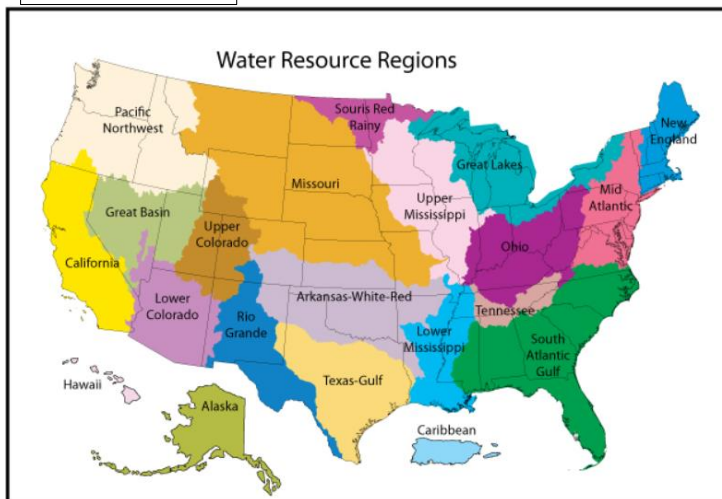 Water Resource Regions
Pacific
Northwest
Souris Red
Rainy
New
England
Great Lakes
Missouri
Upper
Mississippi
Mid
Atlantic
Great Basin
Upper
Colorado
Ohio
California
Lower
Colorado
Rio
Grande
Arkansas-White-Red
Tennessee
Lower
Mississippi
South
Atlantic
Gulf
Texas-Gulf
Hawaii
Alaska
Caribbean